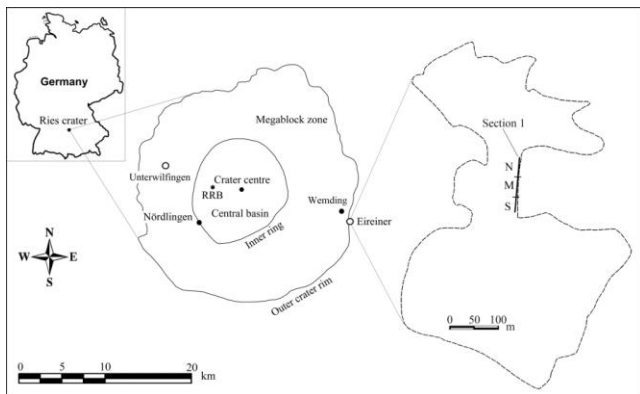 Germany
Ries crater
Megablock zone
Unterwilfingen
Crater centre
RRB
Central basin
Nördlingen
Inner ring
Wemding
Eireiner
Outer crater rim
N
W
E
S
0
5
10
20
km
Section 1
N
M
S
0 50 100
m